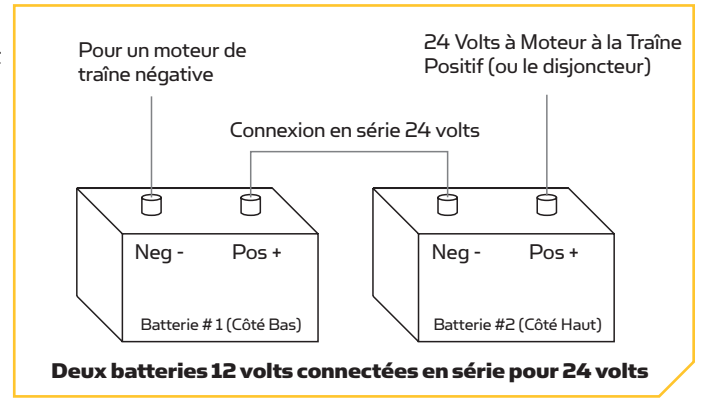 Pour un moteur de
traîne négative
24 Volts à Moteur à la Traîne
Positif (ou le disjoncteur)
Connexion en série 24 volts
Neg - Pos +
Neg - Pos +
Batterie # 1 (Côté Bas)
Batterie #2 (Côté Haut)
Deux batteries 12 volts connectées en série pour 24 volts